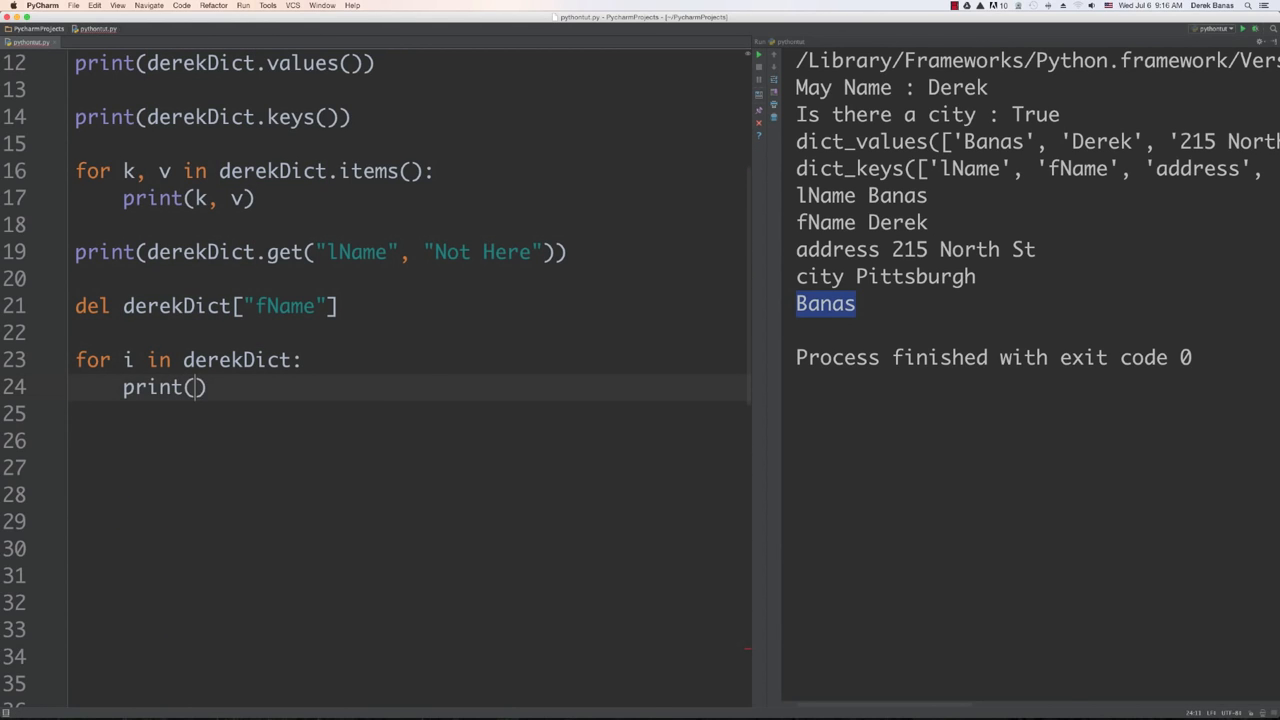 PyCharm File Edit View Navigate Code Refactor Run Tools VCS Window Help 10 Wed Jul 6 9:16 AM Derek Banas
pythontut.py - PycharmProjects - [~/PycharmProjects]
PycharmProjects pythontut.py pythontut
pythontut.py Run pythontut
12 print(derekDict.values())
13
14 print(derekDict.keys())
15
16 for k, v in derekDict.items():
17 print(k, v)
18
19 print(derekDict.get("lName", "Not Here"))
20
21 del derekDict["fName"]
22
23 for i in derekDict:
24 print()
25
26
27
28
29
30
31
32
33
34
35
/Library/Frameworks/Python.framework/Vers
May Name : Derek
Is there a city : True
dict_values(['Banas', 'Derek', '215 North
dict_keys(['lName', 'fName', 'address',
lName Banas
fName Derek
address 215 North St
city Pittsburgh
Banas
Process finished with exit code 0
24:11 LF÷ UTF-8÷